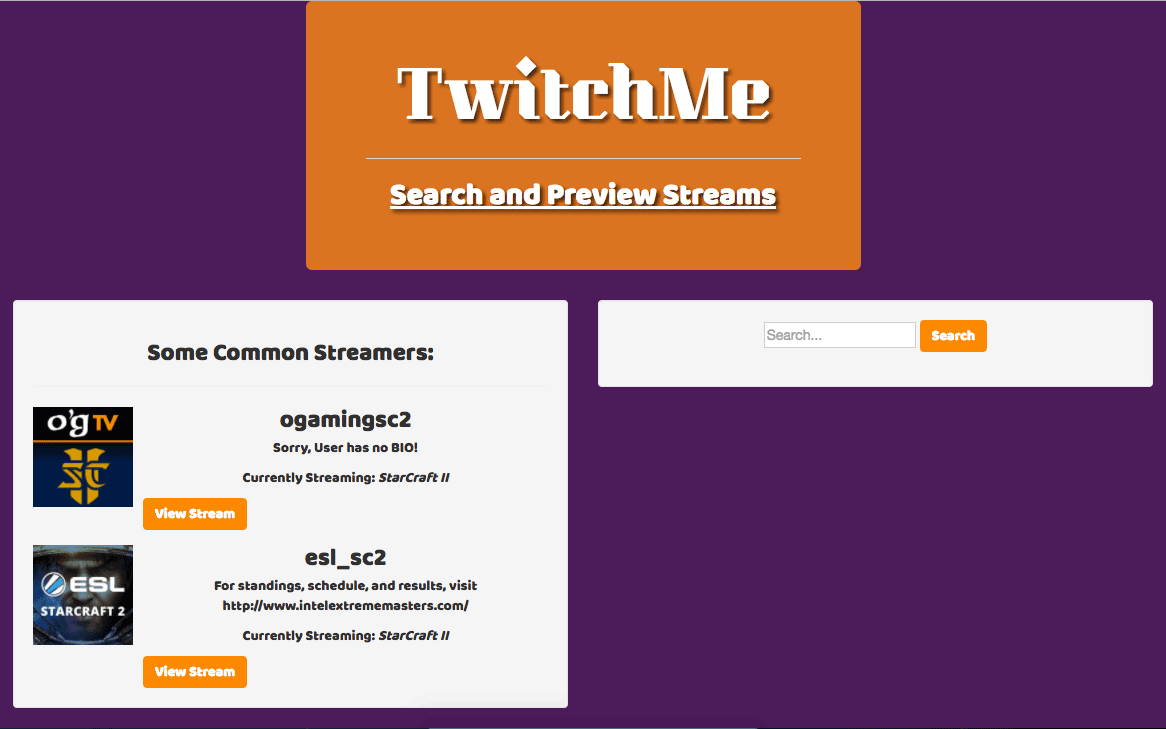 TwitchMe
Search and Preview Streams
Some Common Streamers:
Search...
Search
o'g TV
SC
ogamingsc2
Sorry, User has no BIO!
Currently Streaming: StarCraft II
View Stream
ESL
STARCRAFT 2
esl_sc2
For standings, schedule, and results, visit
http://www.intelextrememasters.com/
Currently Streaming: StarCraft II
View Stream